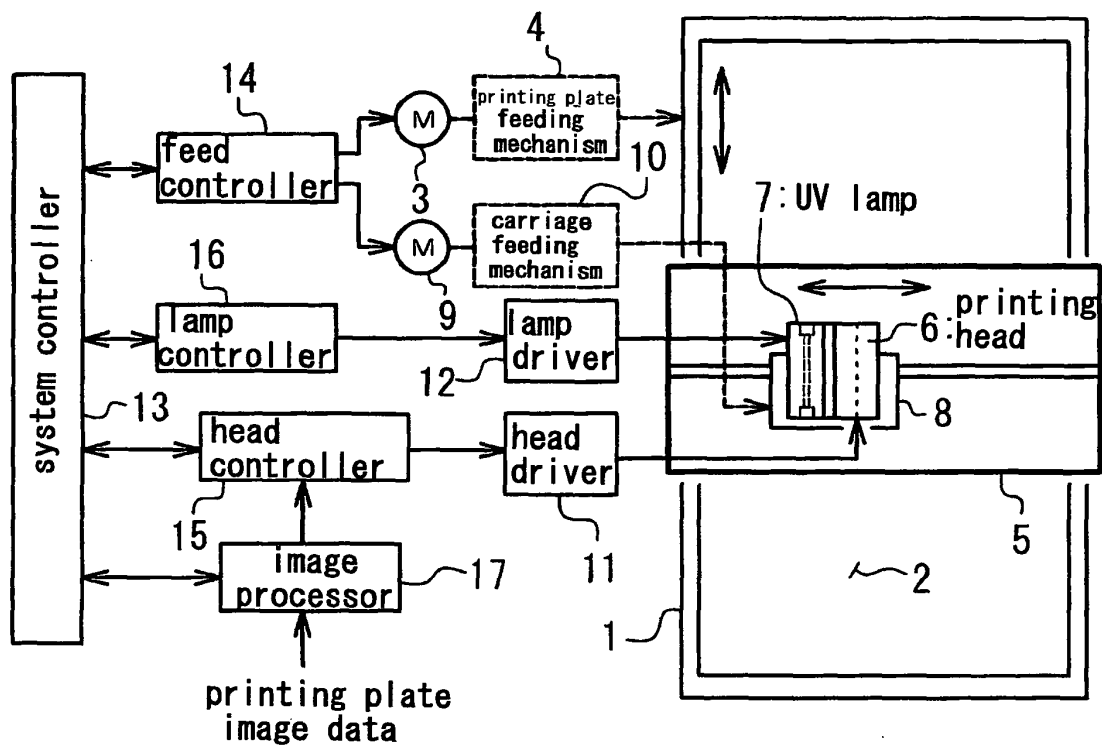 4
14
printing plate
feeding
mechanism
M
feed
controller
3
10
7:UV lamp
carriage
feeding
mechanism
M
16
9
lamp
controller
lamp
driver
12
6:printing
head
system controller
13
8
head
controller
head
driver
15
11
5
image
processor
17
2
1
printing plate
image data